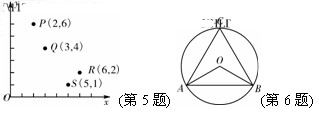 P(2,6)
Q(3,4)
R(6,2)
S(5,1)
O
x
(第5题)
O
A
B
(第6题)